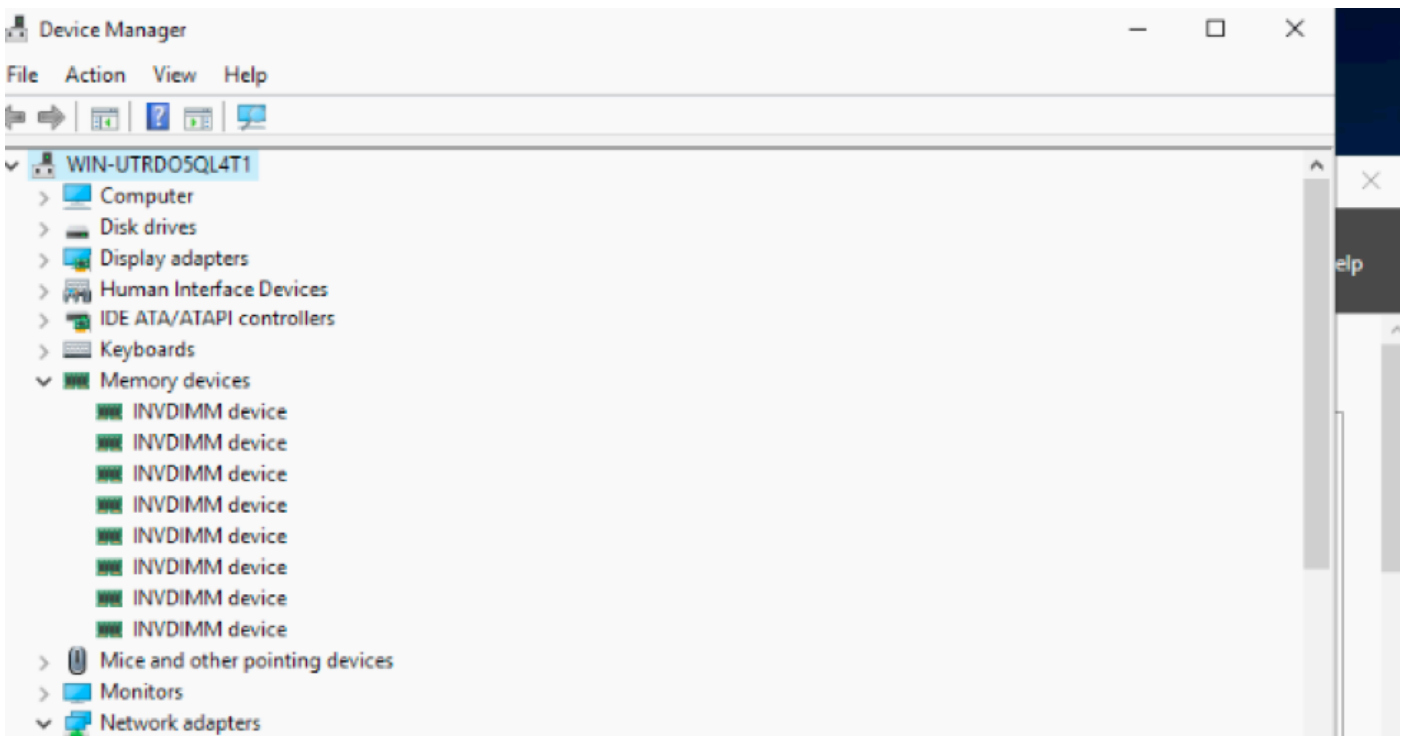 Device Manager
File Action View Help
WIN-UTRDO5QL4T1
Computer
Disk drives
Display adapters
Human Interface Devices
elp
IDE ATA/ATAPI controllers
Keyboards
Memory devices
INVDIMM device
INVDIMM device
INVDIMM device
INVDIMM device
INVDIMM device
INVDIMM device
INVDIMM device
INVDIMM device
Mice and other pointing devices
Monitors
Network adapters